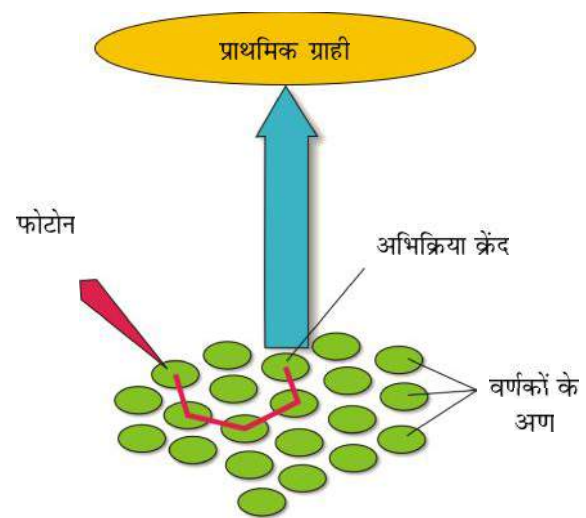 प्राथमिक ग्राही
फोटोन
अभिक्रिया क्रेंद
वर्णकों के
अण